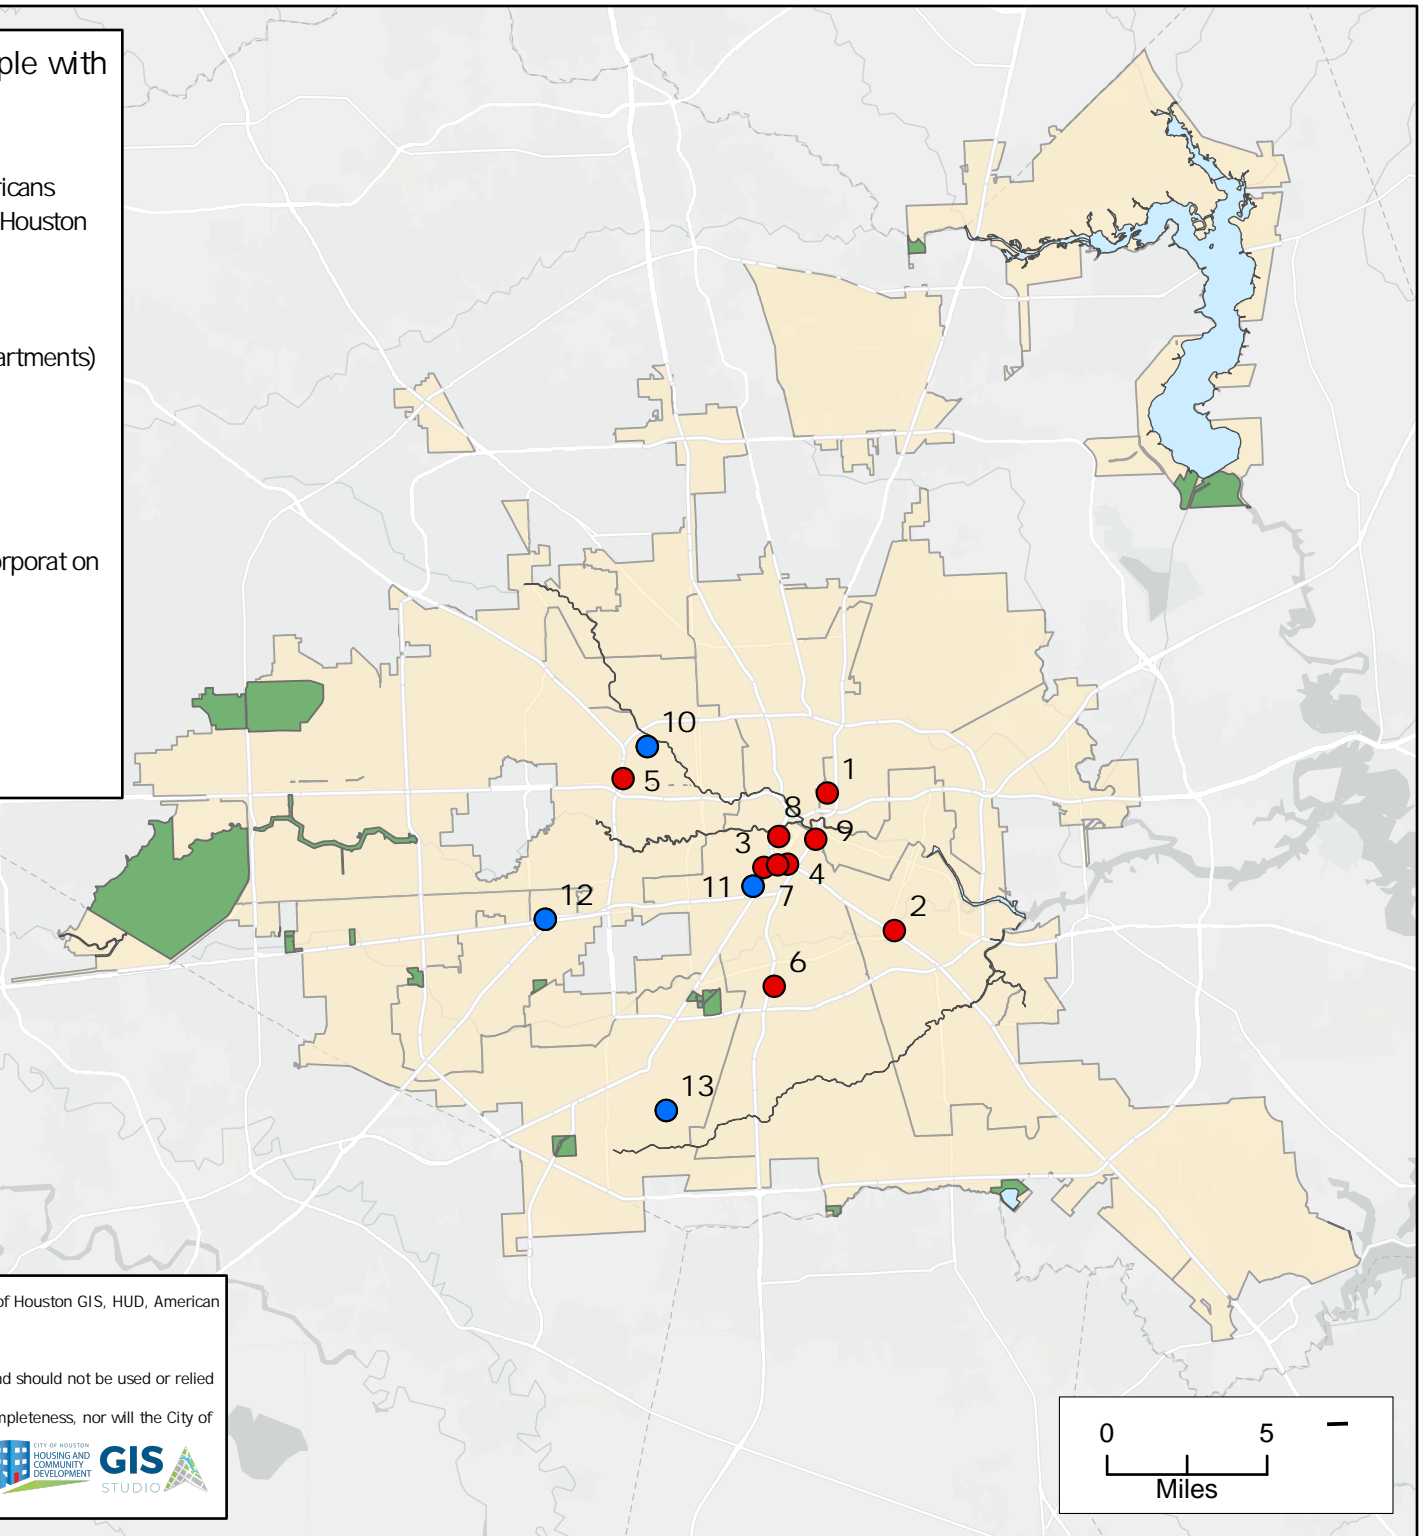 ple with
ricans
Houston
artments)
orporat on
10
5
1
8
9
3
4
11
7
12
2
6
13
of Houston GIS, HUD, American
nd should not be used or relied
mpleteness, nor will the City of
CITY OF HOUSTON
HOUSING AND
COMMUNITY
DEVELOPMENT
GIS
STUDIO
0 5
Miles